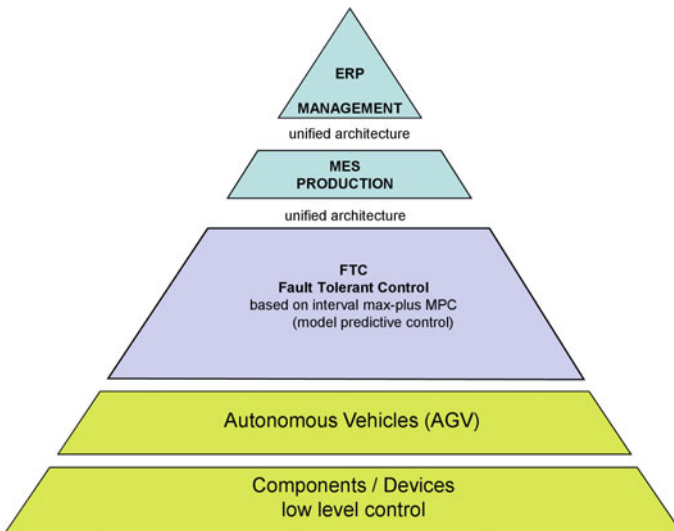 ERP
MANAGEMENT
unified architecture
MES
PRODUCTION
unified architecture
FTC
Fault Tolerant Control
based on interval max-plus MPC
(model predictive control)
Autonomous Vehicles (AGV)
Components / Devices
low level control